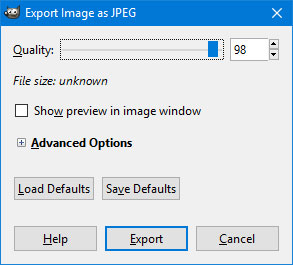 Export Image as JPEG
Quality: 98
File size: unknown
Show preview in image window
Advanced Options
Load Defaults Save Defaults
Help Export Cancel